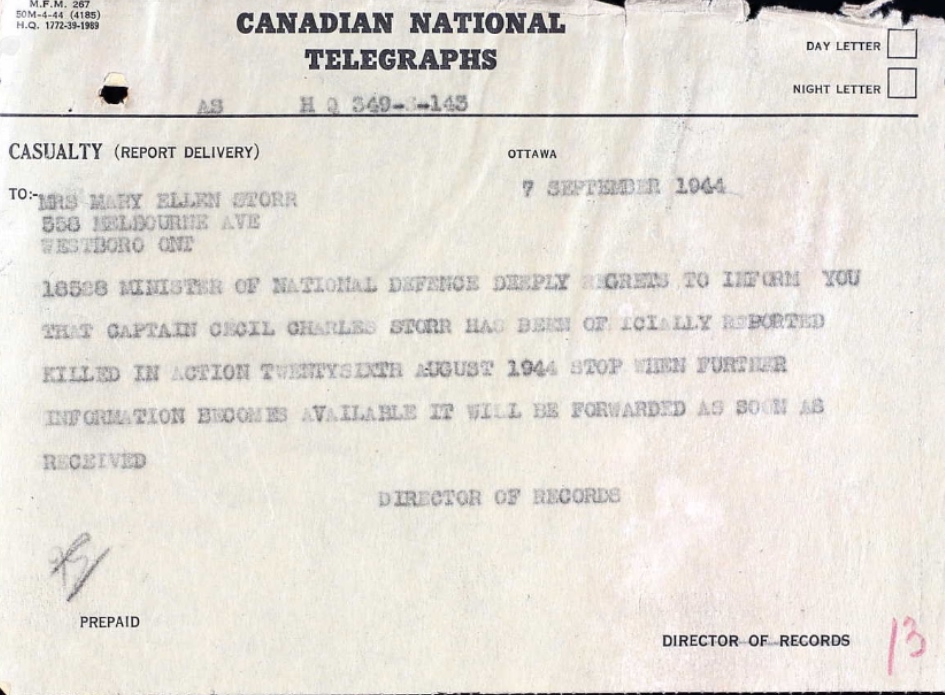 M.F.M. 267
50M-4-44 (4185)
H.Q. 1772-39-1989
CANADIAN NATIONAL
TELEGRAPHS
DAY LETTER
NIGHT LETTER
AS H Q 349- -143
CASUALTY (REPORT DELIVERY)
OTTAWA
7 SEPTEMBER 1944
TO:- MRS MARY ELLEN STORR
558 MELBOURNE AVE
WESTBORO ONT
18588 MINISTER OF NATIONAL DEFENCE DEEPLY REGRETS TO INFORM YOU
THAT CAPTAIN CECIL CHARLES STORR HAS BEEN OF ICIALLY REPORTED
KILLED IN ACTION TWENTYSIXTH AUGUST 1944 STOP WHEN FURTHER
INFORMATION BECOMES AVAILABLE IT WILL BE FORWARDED AS SOON AS
RECEIVED
DIRECTOR OF RECORDS
PREPAID
DIRECTOR OF RECORDS
13